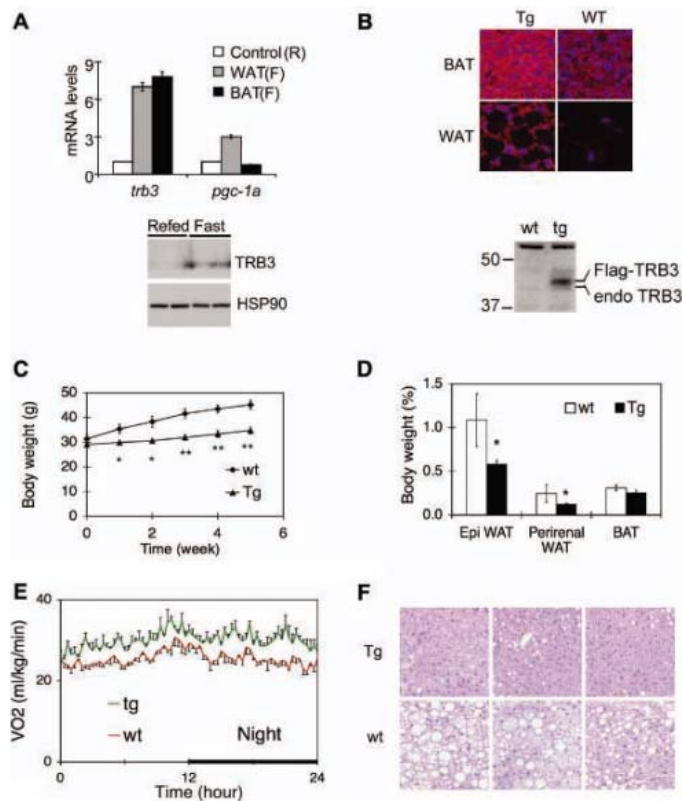 A
mRNA levels
9
6
3
0
Control (R)
WAT(F)
BAT(F)
trb3
pgc-1a
Refed Fast
TRB3
HSP90
B
Tg WT
BAT
WAT
wt tg
50
37
Flag-TRB3
endo TRB3
C
Body weight (g)
50
40
30
20
10
0
* * ** ** **
wt
Tg
0 2 4 6
Time (week)
D
Body weight (%)
1.5
1.0
0.5
0.0
wt Tg
*
*
Epi WAT Perirenal WAT BAT
E
VO2 (ml/kg/min)
40
20
0
tg
wt
Night
0 12 24
Time (hour)
F
Tg
wt